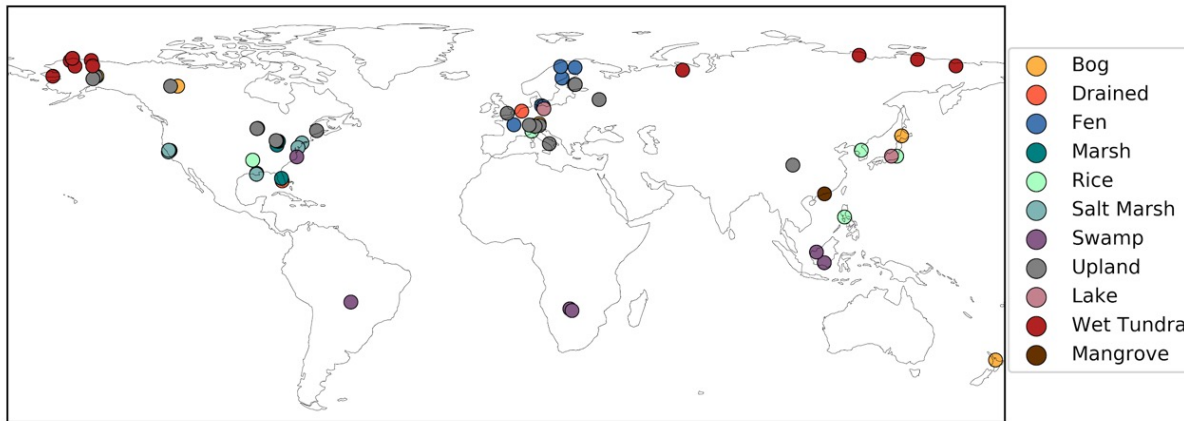 Bog
Drained
Fen
Marsh
Rice
Salt Marsh
Swamp
Upland
Lake
Wet Tundra
Mangrove